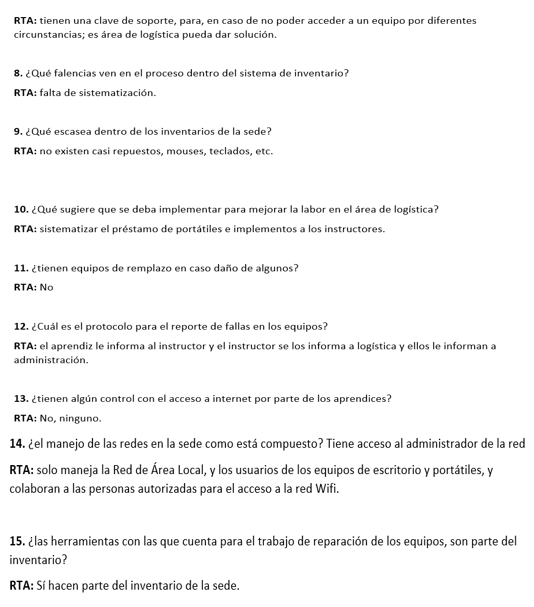 RTA: tienen una clave de soporte, para, en caso de no poder acceder a un equipo por diferentes
circunstancias; es área de logística pueda dar solución.
8. ¿Qué falencias ven en el proceso dentro del sistema de inventario?
RTA: falta de sistematización.
9. ¿Qué escasea dentro de los inventarios de la sede?
RTA: no existen casi repuestos, mouses, teclados, etc.
10. ¿Qué sugiere que se deba implementar para mejorar la labor en el área de logística?
RTA: sistematizar el préstamo de portátiles e implementos a los instructores.
11. ¿tienen equipos de remplazo en caso daño de algunos?
RTA: No
12. ¿Cuál es el protocolo para el reporte de fallas en los equipos?
RTA: el aprendiz le informa al instructor y el instructor se los informa a logística y ellos le informan a
administración.
13. ¿tienen algún control con el acceso a internet por parte de los aprendices?
RTA: No, ninguno.
14. ¿el manejo de las redes en la sede como está compuesto? Tiene acceso al administrador de la red
RTA: solo maneja la Red de Área Local, y los usuarios de los equipos de escritorio y portátiles, y
colaboran a las personas autorizadas para el acceso a la red Wifi.
15. ¿las herramientas con las que cuenta para el trabajo de reparación de los equipos, son parte del
inventario?
RTA: Sí hacen parte del inventario de la sede.